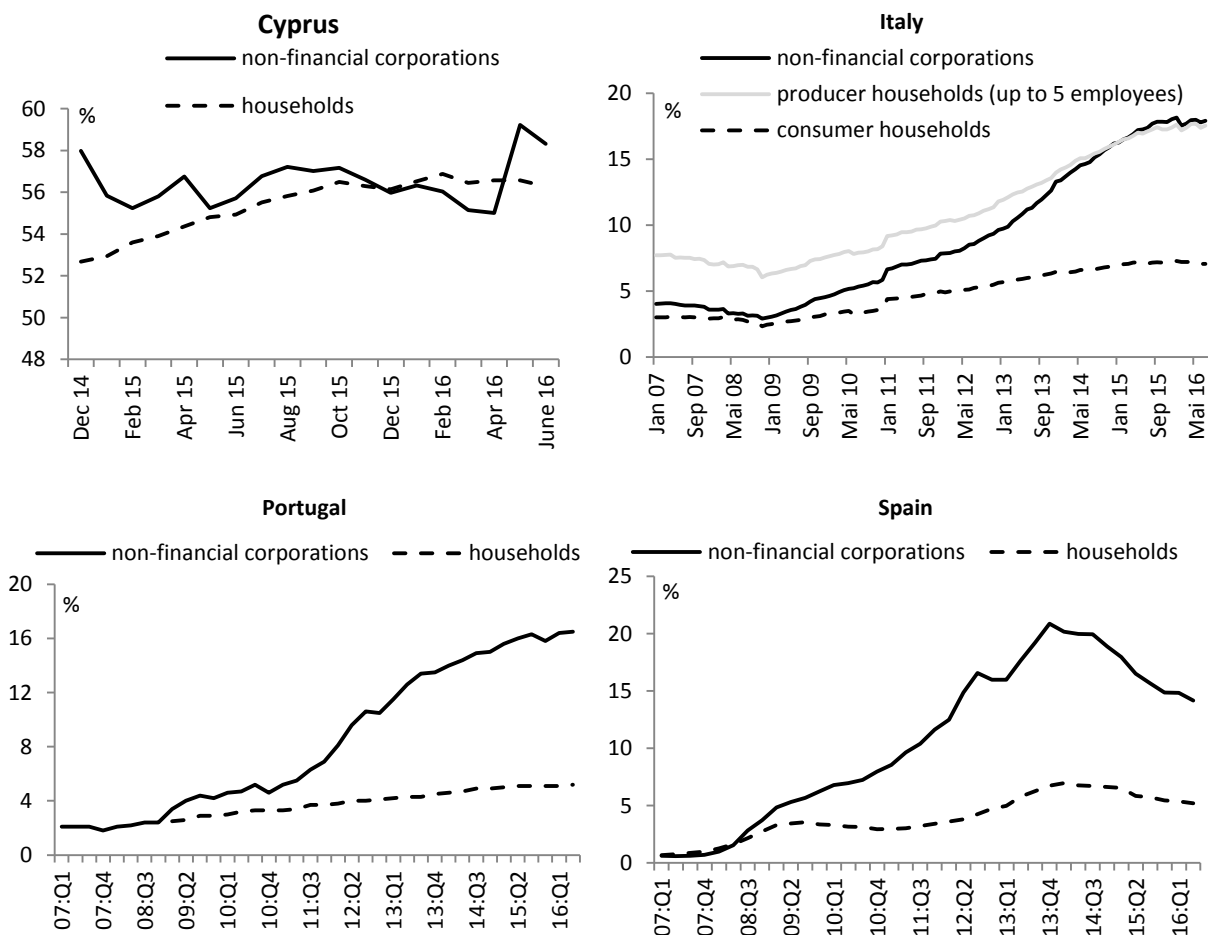 Cyprus
non-financial corporations
households
%
60
58
56
54
52
50
48
Dec 14
Feb 15
Apr 15
Jun 15
Aug 15
Oct 15
Dec 15
Feb 16
Apr 16
June 16
Italy
non-financial corporations
producer households (up to 5 employees)
consumer households
%
20
15
10
5
0
Jan 07
Sep 07
Mai 08
Jan 09
Sep 09
Mai 10
Jan 11
Sep 11
Mai 12
Jan 13
Sep 13
Mai 14
Jan 15
Sep 15
Mai 16
Portugal
non-financial corporations households
%
20
16
12
8
4
0
07:Q1
07:Q4
08:Q3
09:Q2
10:Q1
10:Q4
11:Q3
12:Q2
13:Q1
13:Q4
14:Q3
15:Q2
16:Q1
Spain
non-financial corporations households
%
25
20
15
10
5
0
07:Q1
07:Q4
08:Q3
09:Q2
10:Q1
10:Q4
11:Q3
12:Q2
13:Q1
13:Q4
14:Q3
15:Q2
16:Q1